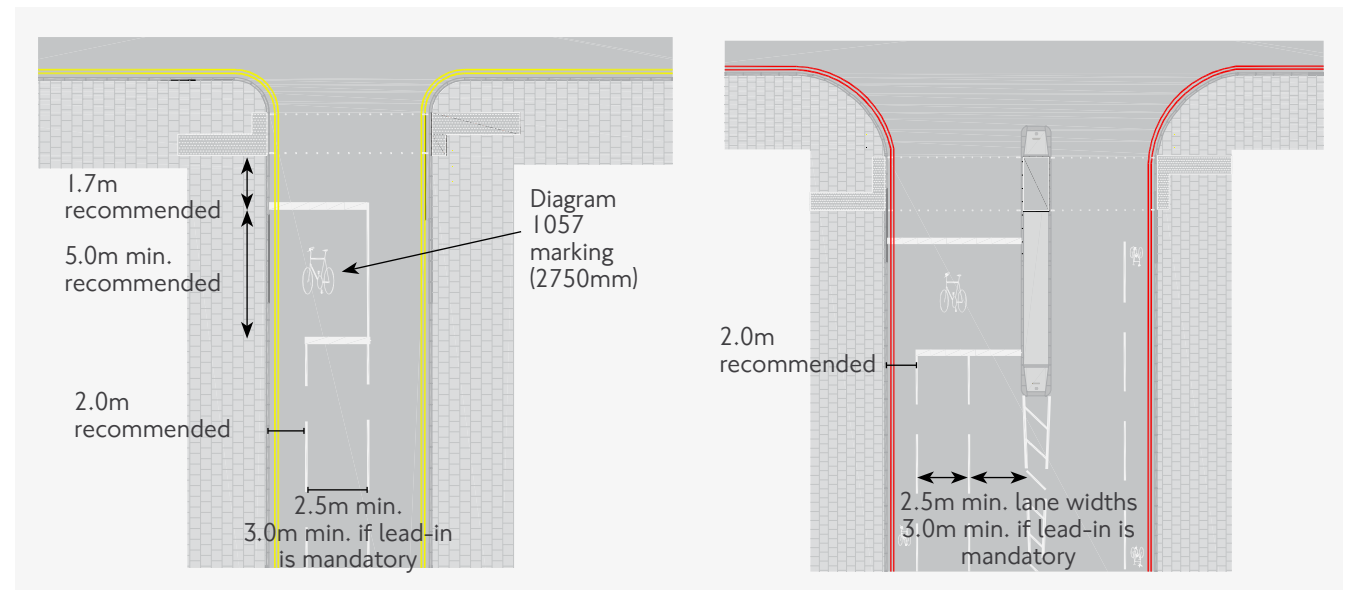 1.7m
recommended
5.0m min.
recommended
2.0m
recommended
Diagram
1057
marking
(2750mm)
2.5m min.
3.0m min. if lead-in
is mandatory
2.0m
recommended
2.5m min. lane widths
3.0m min. if lead-in is
mandatory